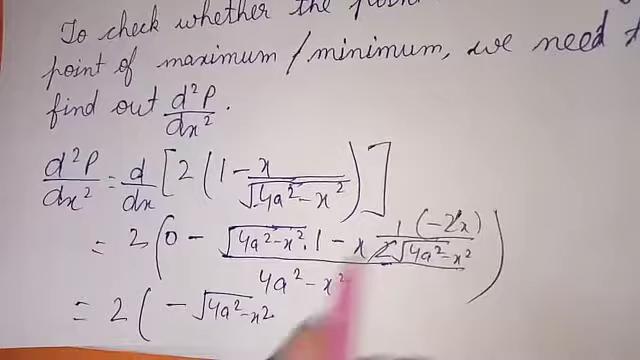 To check whether the point
point of maximum/minimum, we need
find out d²P/dx².
d²P/dx² = d/dx [2 (1 - x/√(4a² - x²))]
= 2 (0 - (√(4a² - x²) . 1 - x 1(-2x)/(2√(4a² - x²)))/(4a² - x²))
= 2 ( - √(4a² - x²)